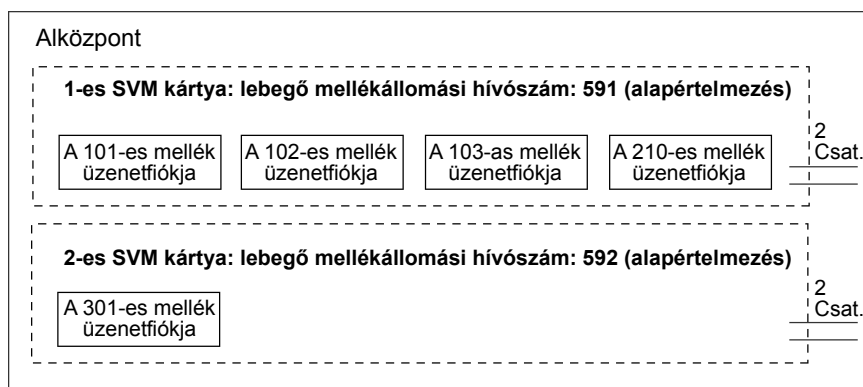 Alközpont
1-es SVM kártya: lebegő mellékállomási hívószám: 591 (alapértelmezés)
A 101-es mellék
üzenetfiókja
A 102-es mellék
üzenetfiókja
A 103-as mellék
üzenetfiókja
A 210-es mellék
üzenetfiókja
2
Csat.
2-es SVM kártya: lebegő mellékállomási hívószám: 592 (alapértelmezés)
A 301-es mellék
üzenetfiókja
2
Csat.